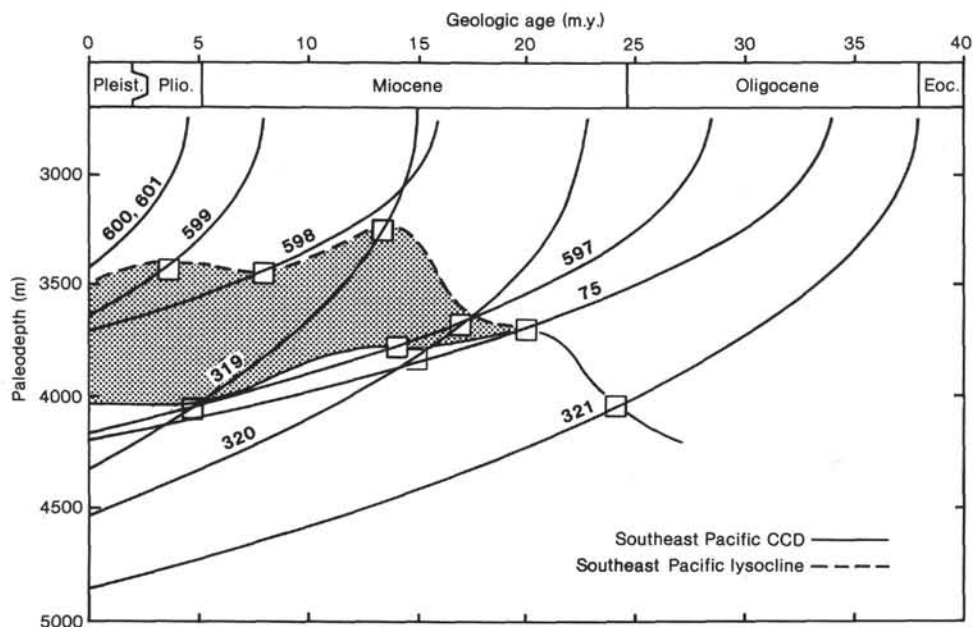 Geologic age (m.y.)
0 5 10 15 20 25 30 35 40
Pleist. Plio. Miocene Oligocene Eoc.
Paleodepth (m)
3000
3500
4000
4500
5000
600, 601
599
598
597
75
319
320
321
Southeast Pacific CCD
Southeast Pacific lysocline